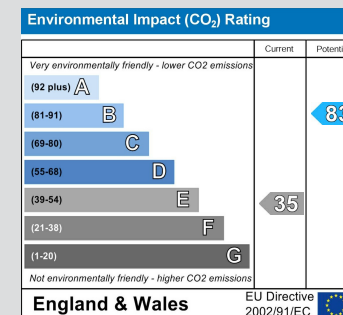 Environmental Impact (CO₂) Rating
Current Potenti
Very environmentally friendly - lower CO2 emissions
(92 plus) A
(81-91) B
83
(69-80) C
(55-68) D
(39-54) E
35
(21-38) F
(1-20) G
Not environmentally friendly - higher CO2 emissions
England & Wales
EU Directive
2002/91/EC